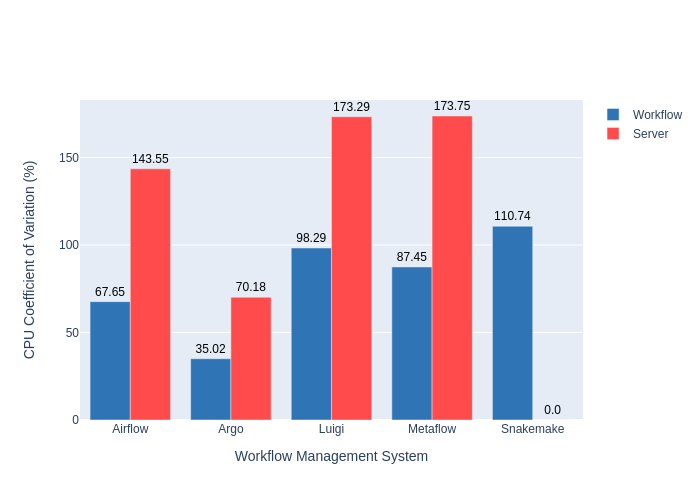 173.29
173.75
Workflow
Server
143.55
150
110.74
98.29
100
87.45
67.65
70.18
50
35.02
0.0
0
Airflow
Argo
Luigi
Metaflow
Snakemake
Workflow Management System
CPU Coefficient of Variation (%)